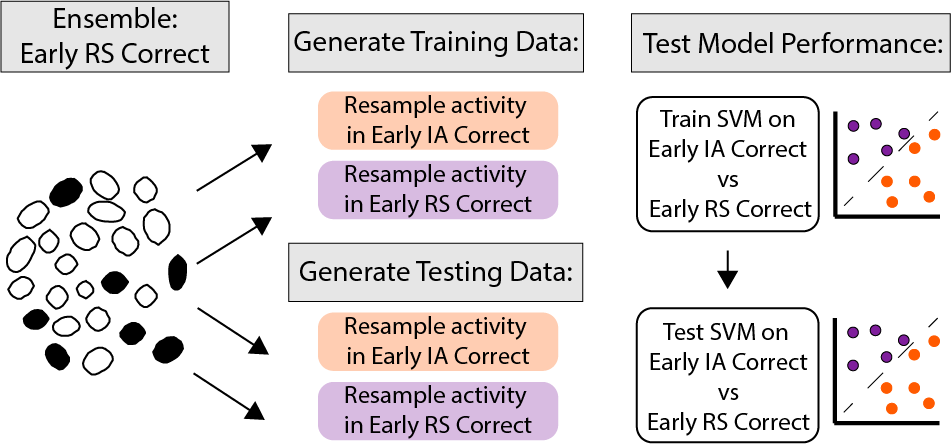 Ensemble:
Early RS Correct
Generate Training Data:
Resample activity
in Early IA Correct
Resample activity
in Early RS Correct
Generate Testing Data:
Resample activity
in Early IA Correct
Resample activity
in Early RS Correct
Test Model Performance:
Train SVM on
Early IA Correct
vs
Early RS Correct
Test SVM on
Early IA Correct
vs
Early RS Correct